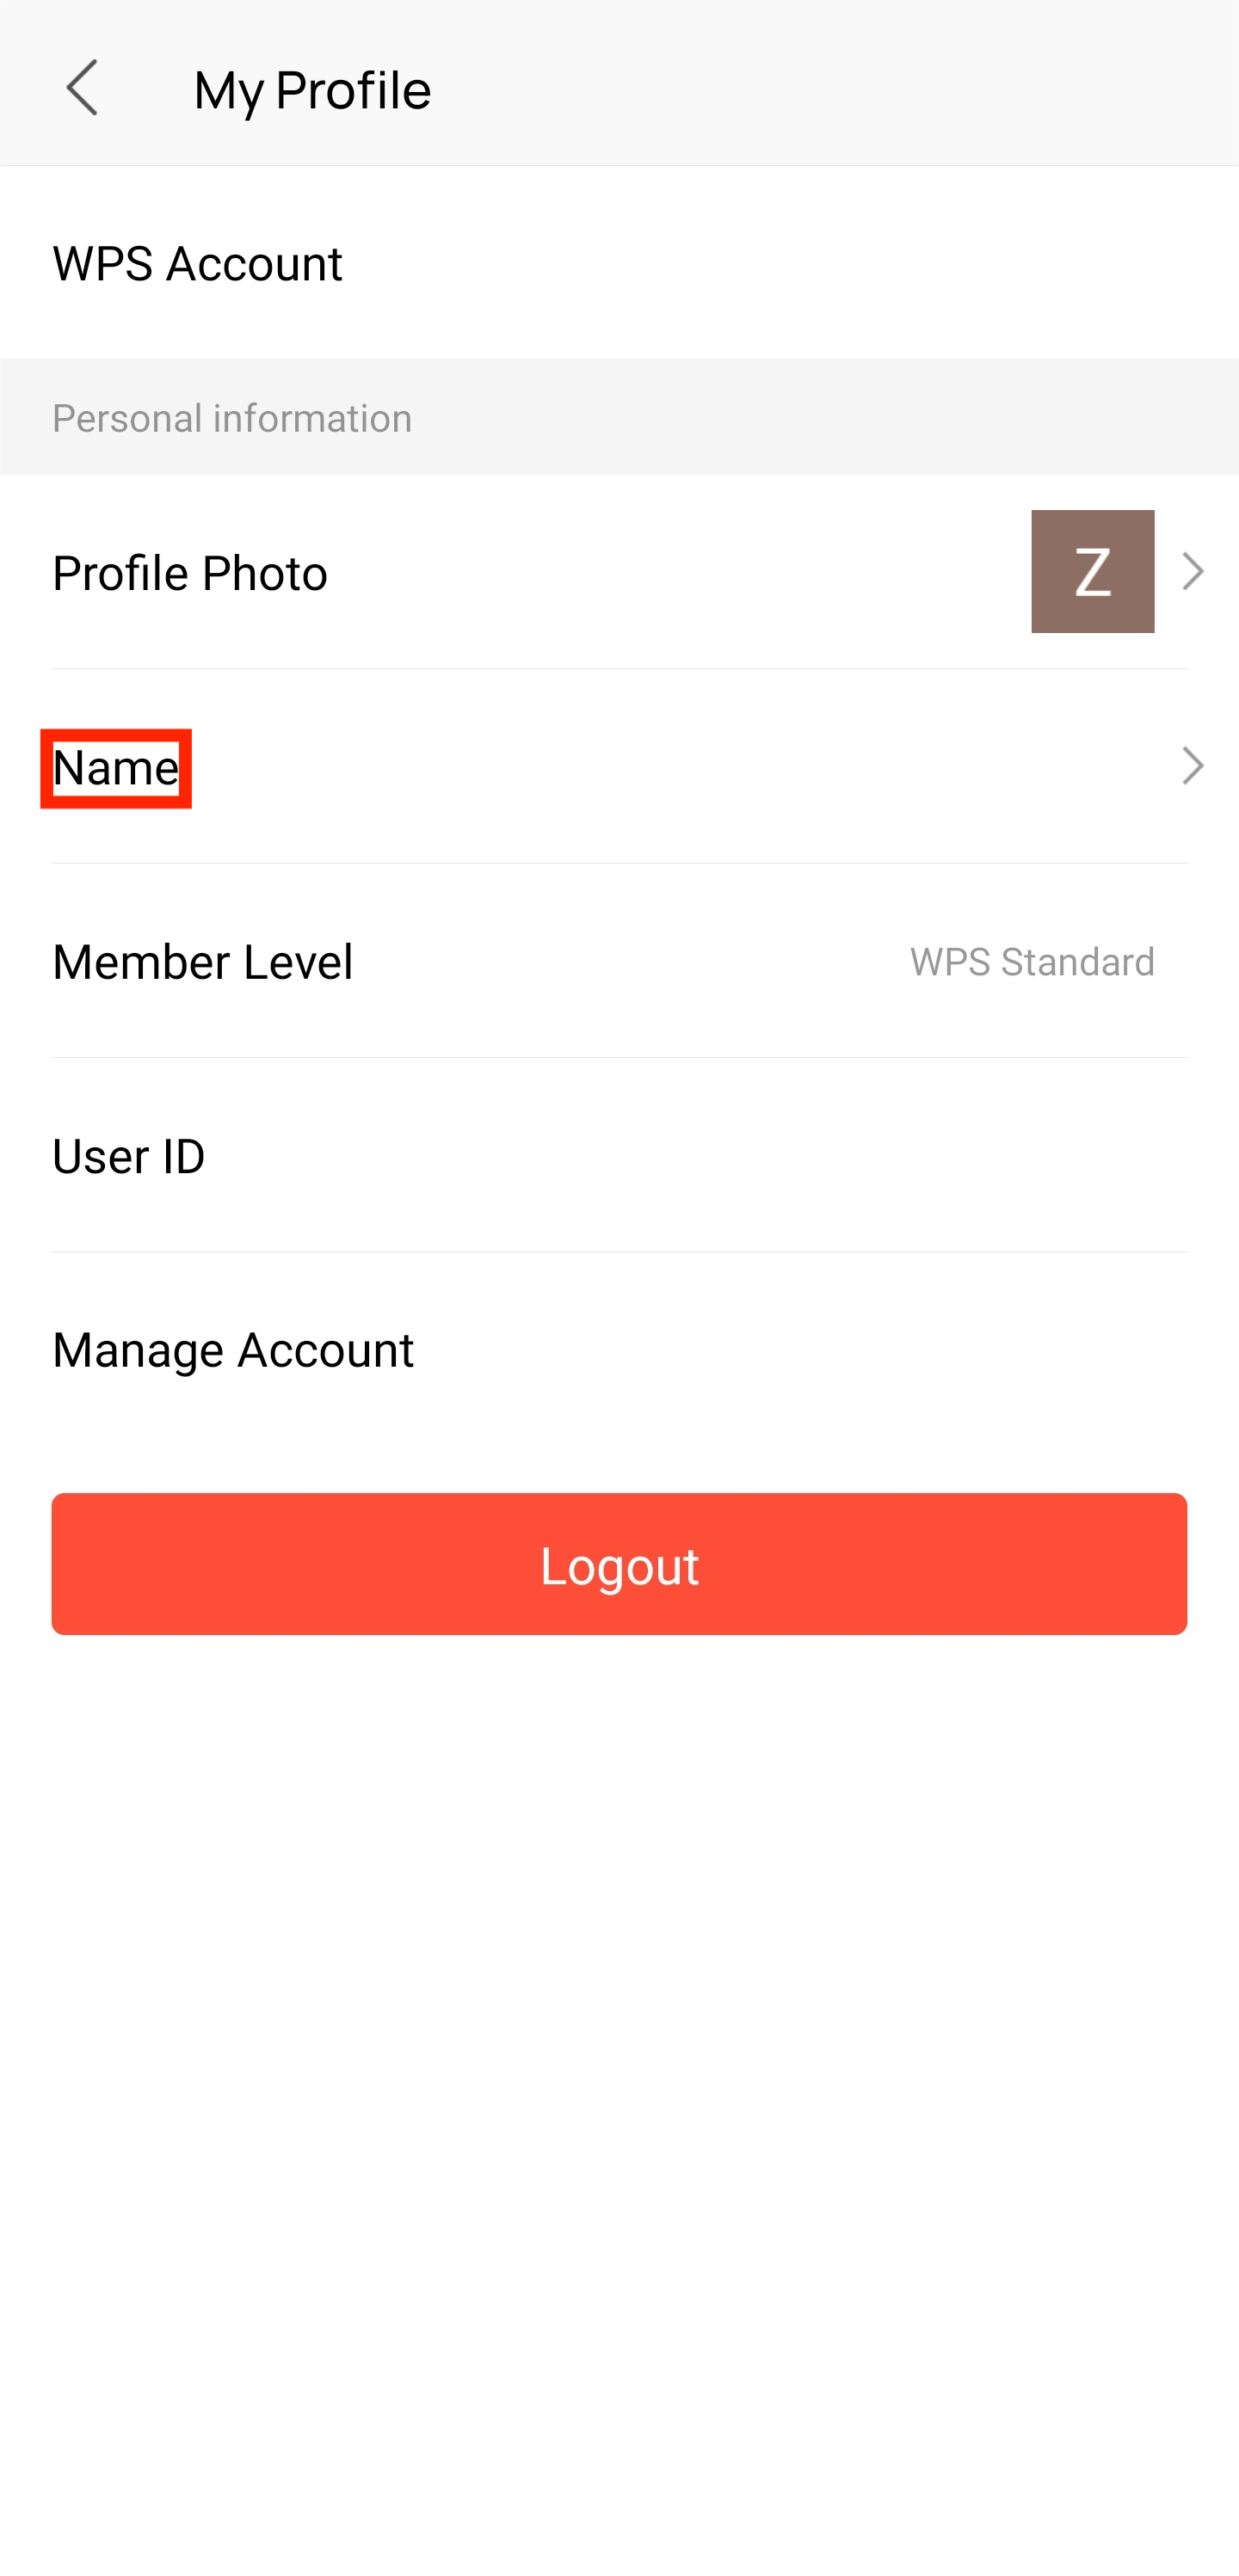 My Profile
WPS Account
Personal information
Profile Photo
Z
Name
Member Level
WPS Standard
User ID
Manage Account
Logout